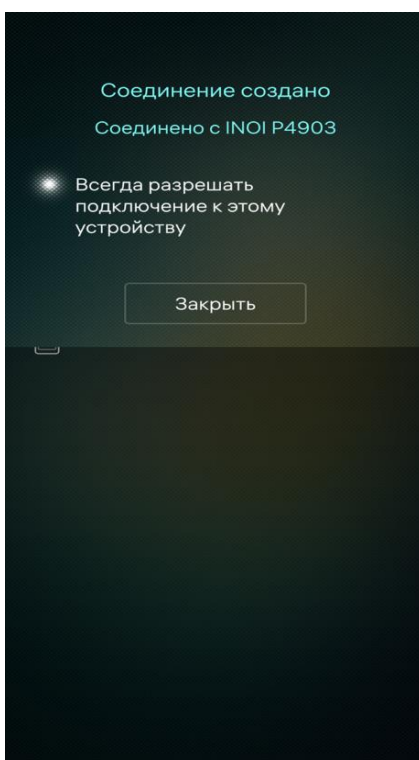 Соединение создано
Соединено с INOI P4903
Всегда разрешать
подключение к этому
устройству
Закрыть